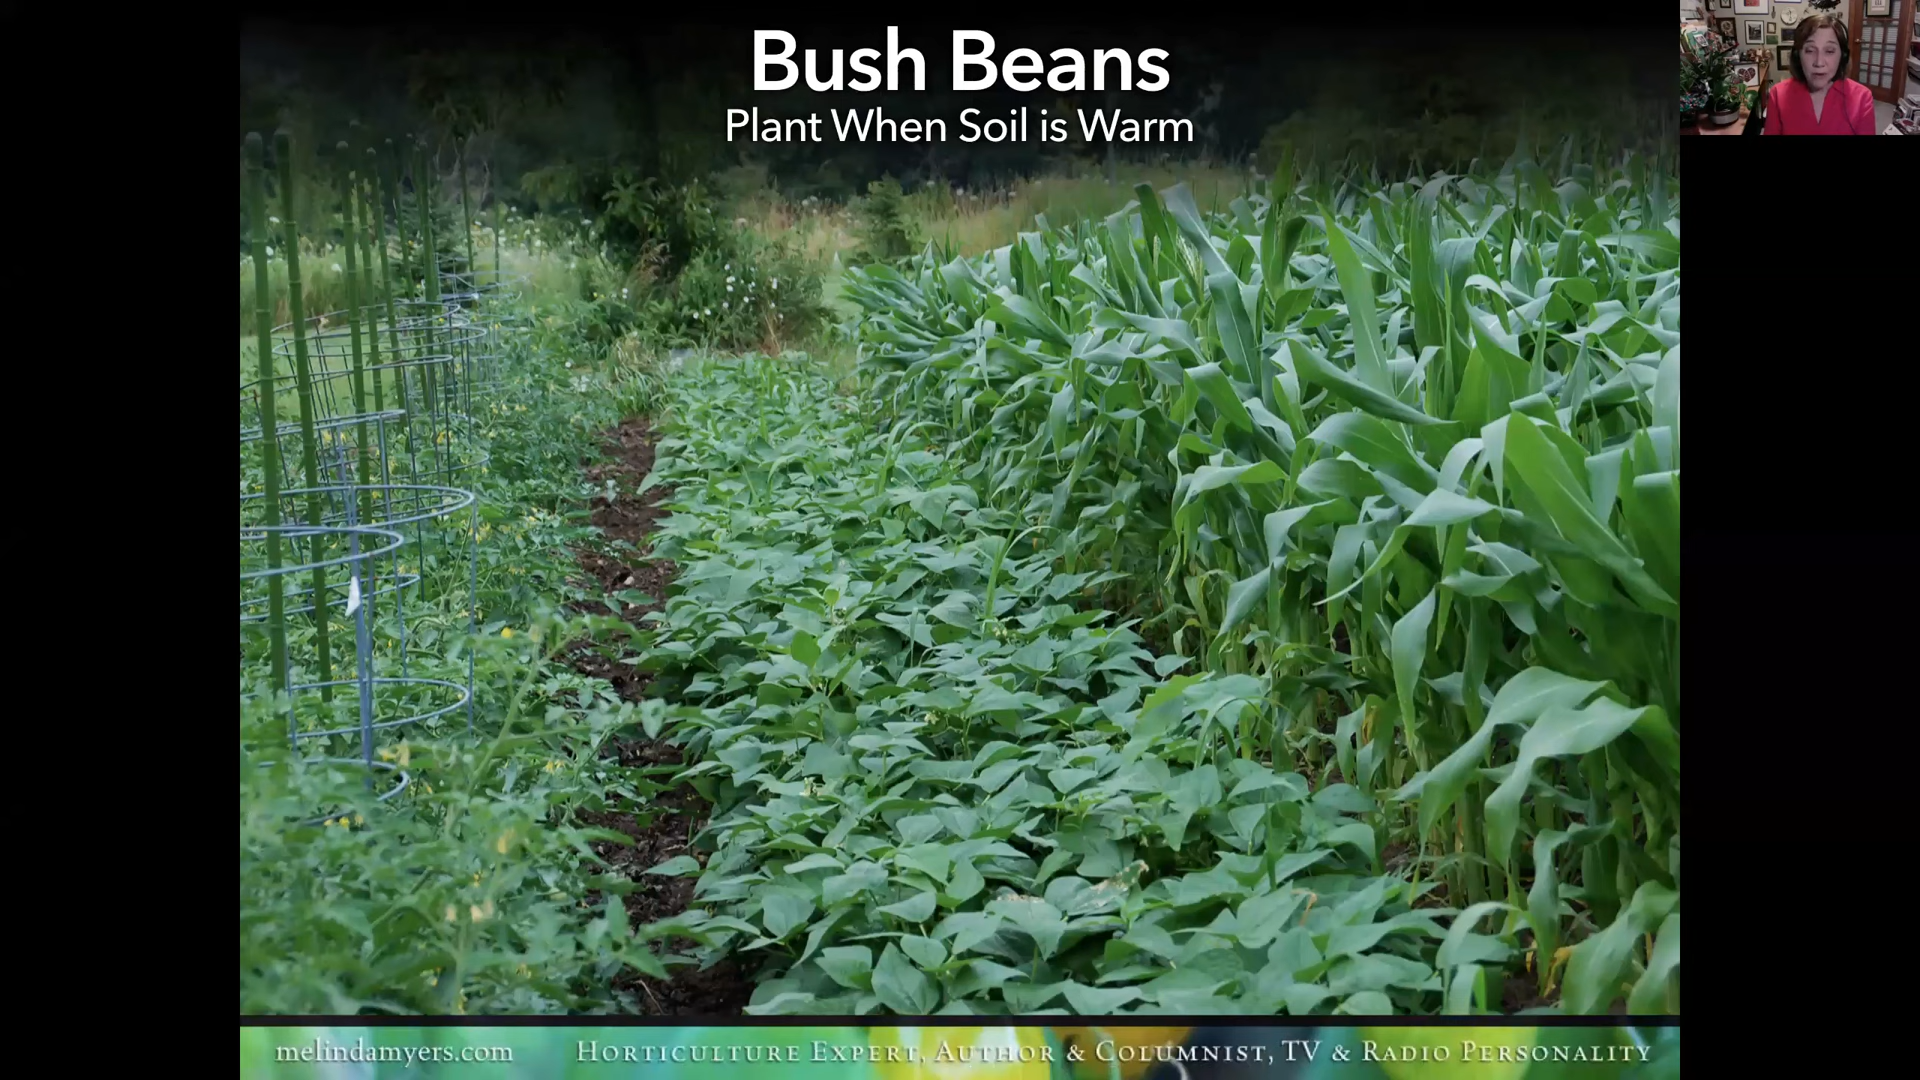 Bush Beans
Plant When Soil is Warm
melindamyers.com Horticulture Expert, Author & Columnist, TV & Radio Personality